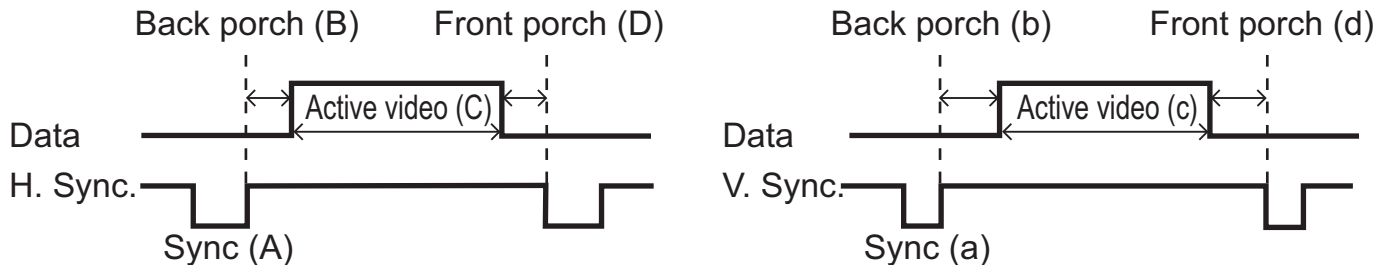 Back porch (B)
Front porch (D)
Active video (C)
Data
H. Sync.
Sync (A)
Back porch (b)
Front porch (d)
Active video (c)
Data
V. Sync.
Sync (a)